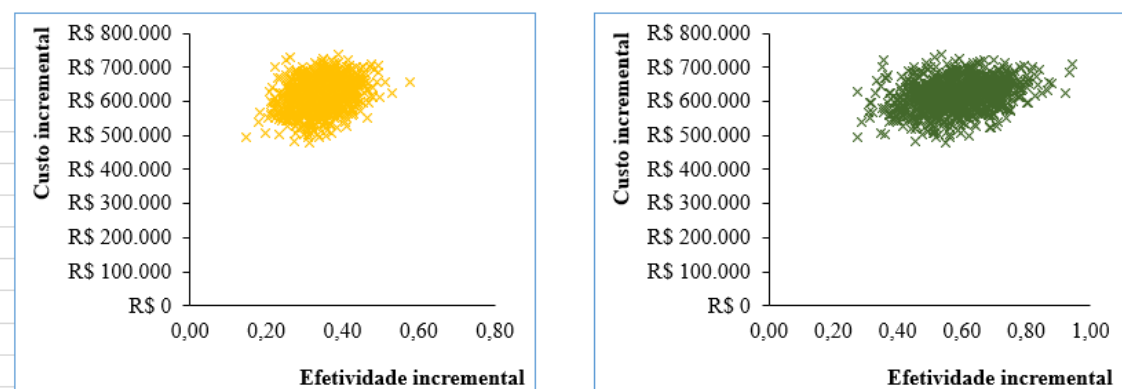 Custo incremental
R$ 800.000
R$ 700.000
R$ 600.000
R$ 500.000
R$ 400.000
R$ 300.000
R$ 200.000
R$ 100.000
R$ 0
0,00 0,20 0,40 0,60 0,80
Efetividade incremental
Custo incremental
R$ 800.000
R$ 700.000
R$ 600.000
R$ 500.000
R$ 400.000
R$ 300.000
R$ 200.000
R$ 100.000
R$ 0
0,00 0,20 0,40 0,60 0,80 1,00
Efetividade incremental